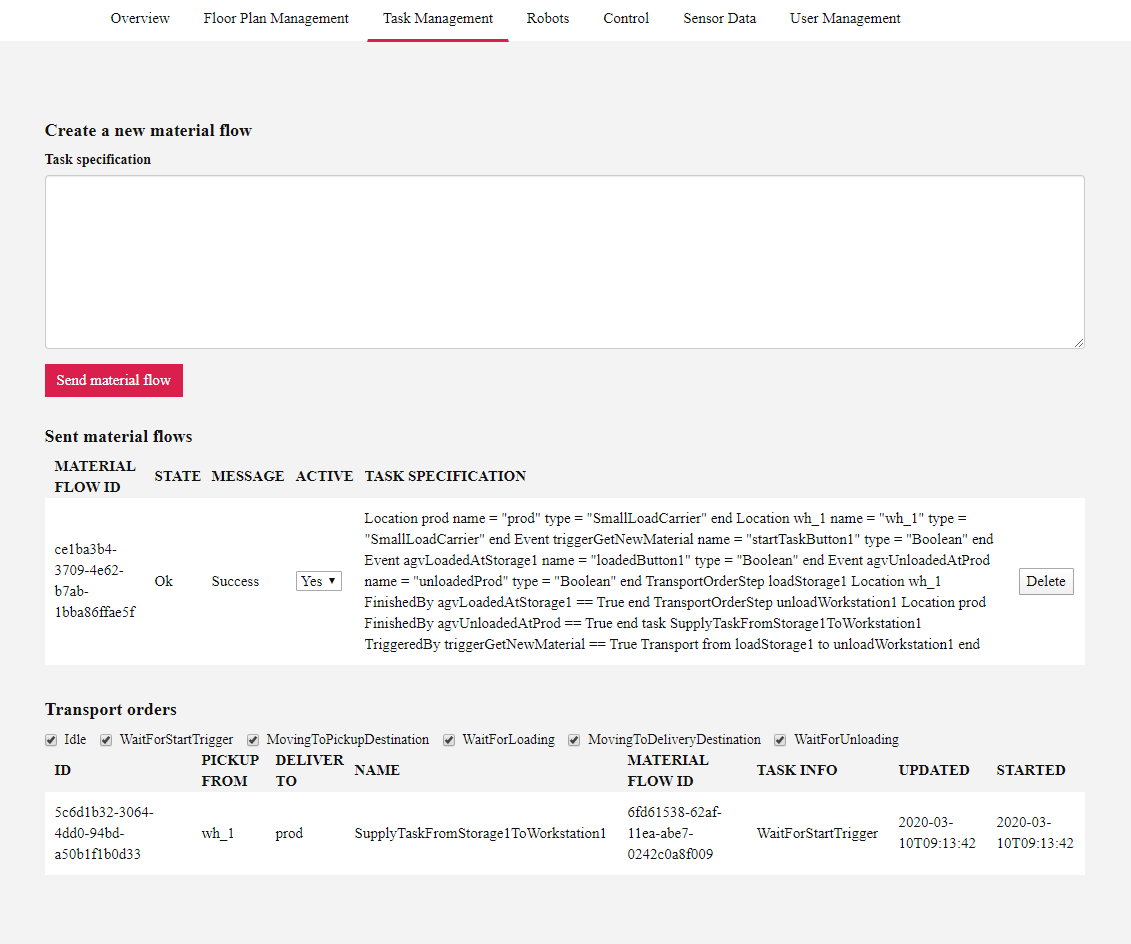 Overview Floor Plan Management Task Management Robots Control Sensor Data User Management
Create a new material flow
Task specification
Send material flow
Sent material flows
MATERIAL FLOW ID STATE MESSAGE ACTIVE TASK SPECIFICATION
ce1ba3b4-
3709-4e62-
b7ab-
1bba86ffae5f
Ok
Success
Yes
Location prod name = "prod" type = "SmallLoadCarrier" end Location wh_1 name = "wh_1" type =
"SmallLoadCarrier" end Event triggerGetNewMaterial name = "startTaskButton1" type = "Boolean" end
Event agvLoadedAtStorage1 name = "loadedButton1" type = "Boolean" end Event agvUnloadedAtProd
name = "unloadedProd" type = "Boolean" end TransportOrderStep loadStorage1 Location wh_1
FinishedBy agvLoadedAtStorage1 == True end TransportOrderStep unloadWorkstation1 Location prod
FinishedBy agvUnloadedAtProd == True end task SupplyTaskFromStorage1ToWorkstation1
TriggeredBy triggerGetNewMaterial == True Transport from loadStorage1 to unloadWorkstation1 end
Delete
Transport orders
Idle WaitForStartTrigger MovingToPickupDestination WaitForLoading MovingToDeliveryDestination WaitForUnloading
ID PICKUP FROM DELIVER TO NAME MATERIAL FLOW ID TASK INFO UPDATED STARTED
5c6d1b32-3064-
4dd0-94bd-
a50b1f1b0d33
wh_1
prod
SupplyTaskFromStorage1ToWorkstation1
6fd61538-62af-
11ea-abe7-
0242c0a8f009
WaitForStartTrigger
2020-03-
10T09:13:42
2020-03-
10T09:13:42